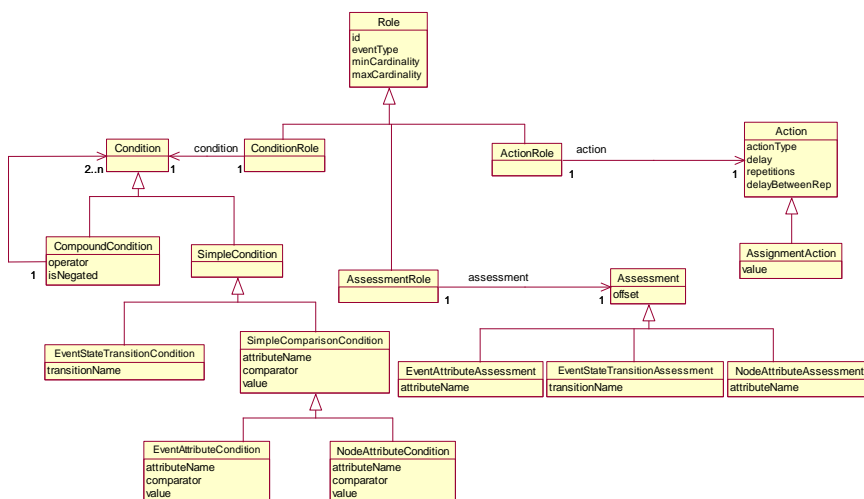 Role
id
eventType
minCardinality
maxCardinality
Condition
condition
2..n
1
1
ConditionRole
ActionRole
action
1
1
Action
actionType
delay
repetitions
delayBetweenRep
CompoundCondition
operator
isNegated
1
SimpleCondition
AssessmentRole
assessment
1
1
Assessment
offset
AssignmentAction
value
EventStateTransitionCondition
transitionName
SimpleComparisonCondition
attributeName
comparator
value
EventAttributeAssessment
attributeName
EventStateTransitionAssessment
transitionName
NodeAttributeAssessment
attributeName
EventAttributeCondition
attributeName
comparator
value
NodeAttributeCondition
attributeName
comparator
value